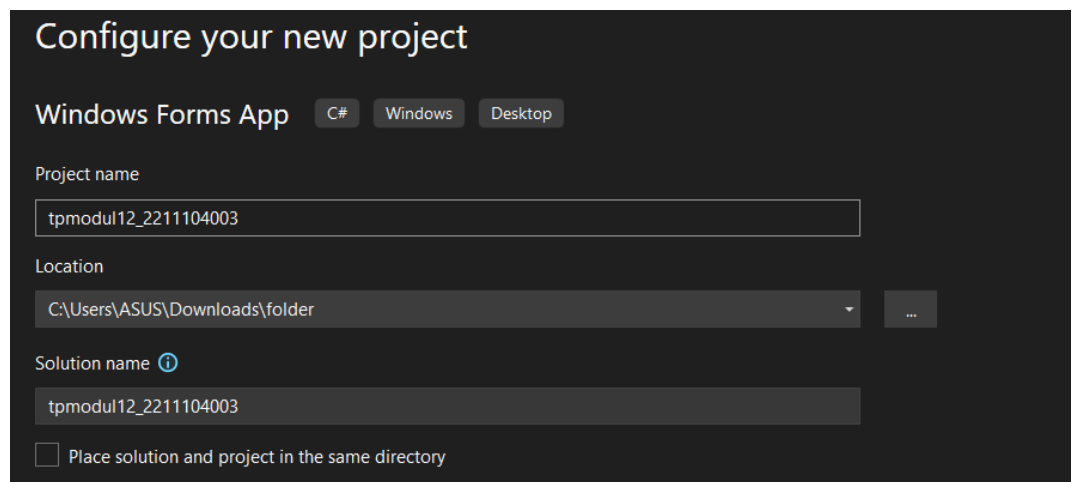 Configure your new project
Windows Forms App C# Windows Desktop
Project name
tpmodul12_2211104003
Location
C:\Users\ASUS\Downloads\folder
...
Solution name
tpmodul12_2211104003
Place solution and project in the same directory